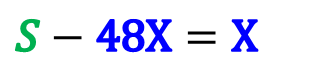 S − 48X = X